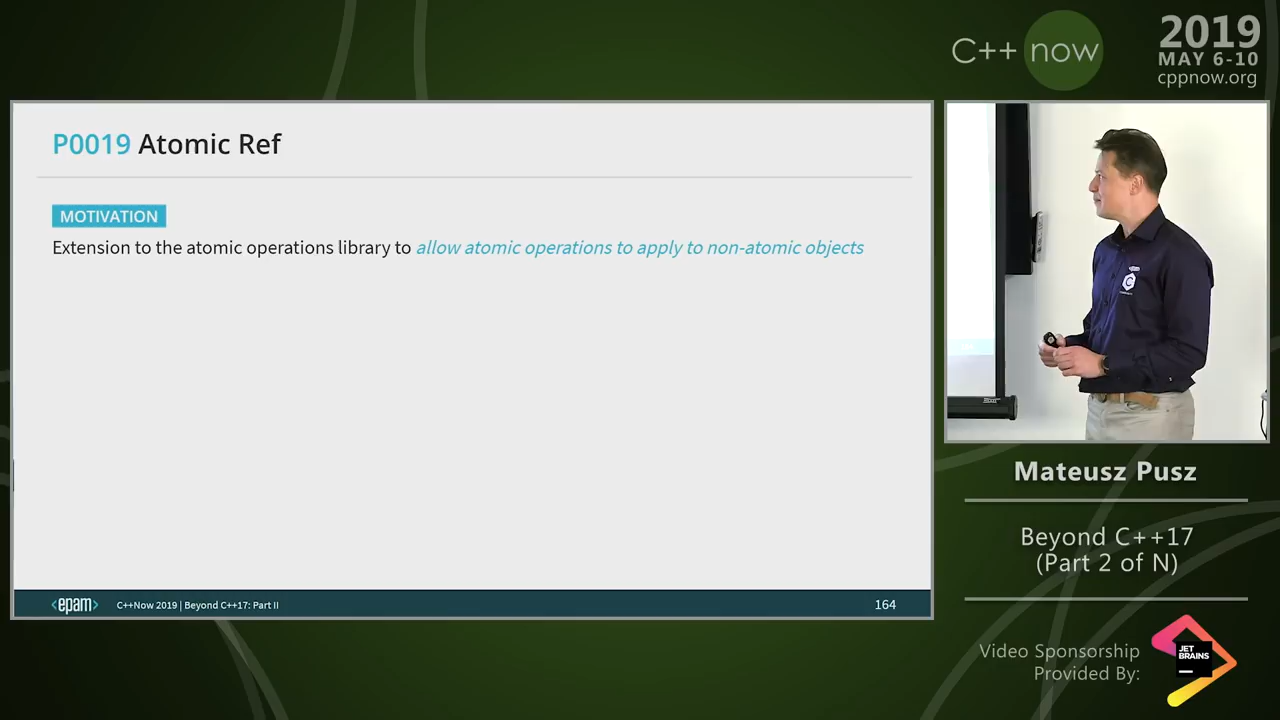 C++ now
2019
MAY 6-10
cppnow.org
P0019 Atomic Ref
MOTIVATION
Extension to the atomic operations library to allow atomic operations to apply to non-atomic objects
<epam>
C++Now 2019 | Beyond C++17: Part II
164
Mateusz Pusz
Beyond C++17
(Part 2 of N)
Video Sponsorship
Provided By:
JET
BRAINS